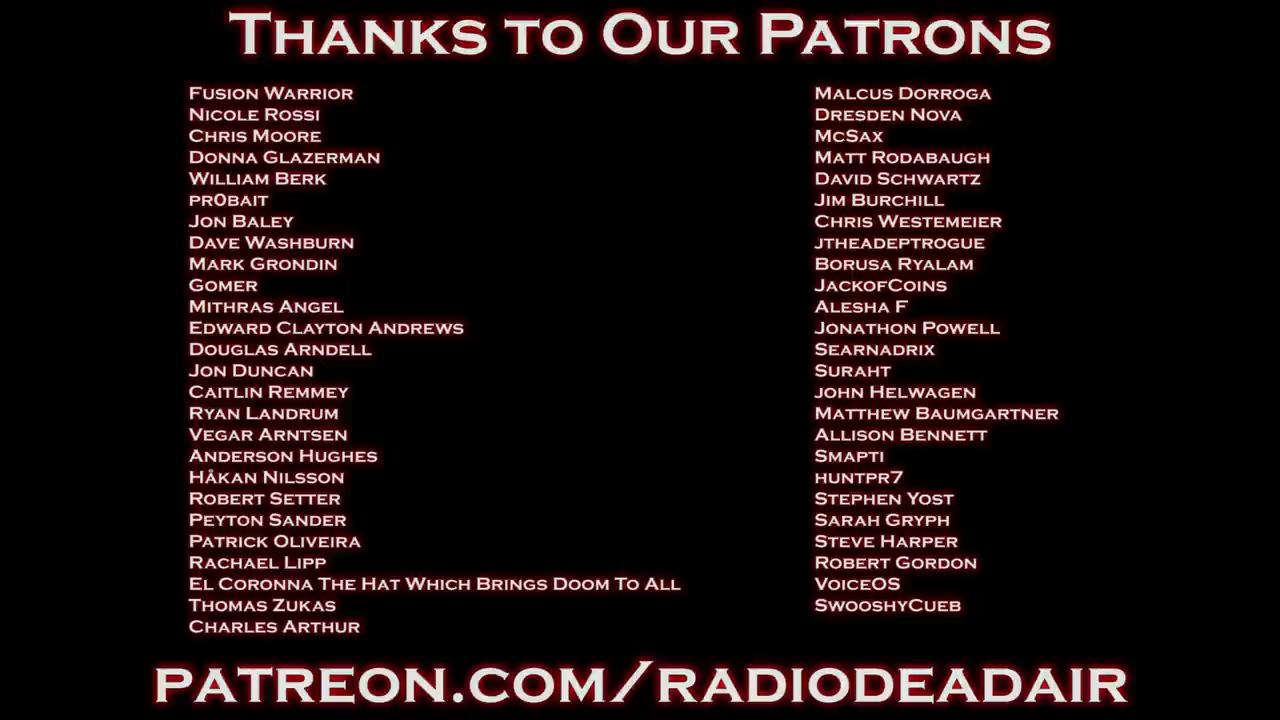 Thanks to Our Patrons
Fusion Warrior
Nicole Rossi
Chris Moore
Donna Glazerman
William Berk
pr0bait
Jon Baley
Dave Washburn
Mark Grondin
Gomer
Mithras Angel
Edward Clayton Andrews
Douglas Arndell
Jon Duncan
Caitlin Remmey
Ryan Landrum
Vegar Arntsen
Anderson Hughes
Håkan Nilsson
Robert Setter
Peyton Sander
Patrick Oliveira
Rachael Lipp
El Coronna The Hat Which Brings Doom To All
Thomas Zukas
Charles Arthur
Malcus Dorroga
Dresden Nova
McSax
Matt Rodabaugh
David Schwartz
Jim Burchill
Chris Westemeier
jtheadeptrogue
Borusa Ryalam
JackofCoins
Alesha F
Jonathon Powell
Searnadrix
Suraht
john Helwagen
Matthew Baumgartner
Allison Bennett
Smapti
huntpr7
Stephen Yost
Sarah Gryph
Steve Harper
Robert Gordon
VoiceOS
SwooshyCueb
patreon.com/radiodeadair